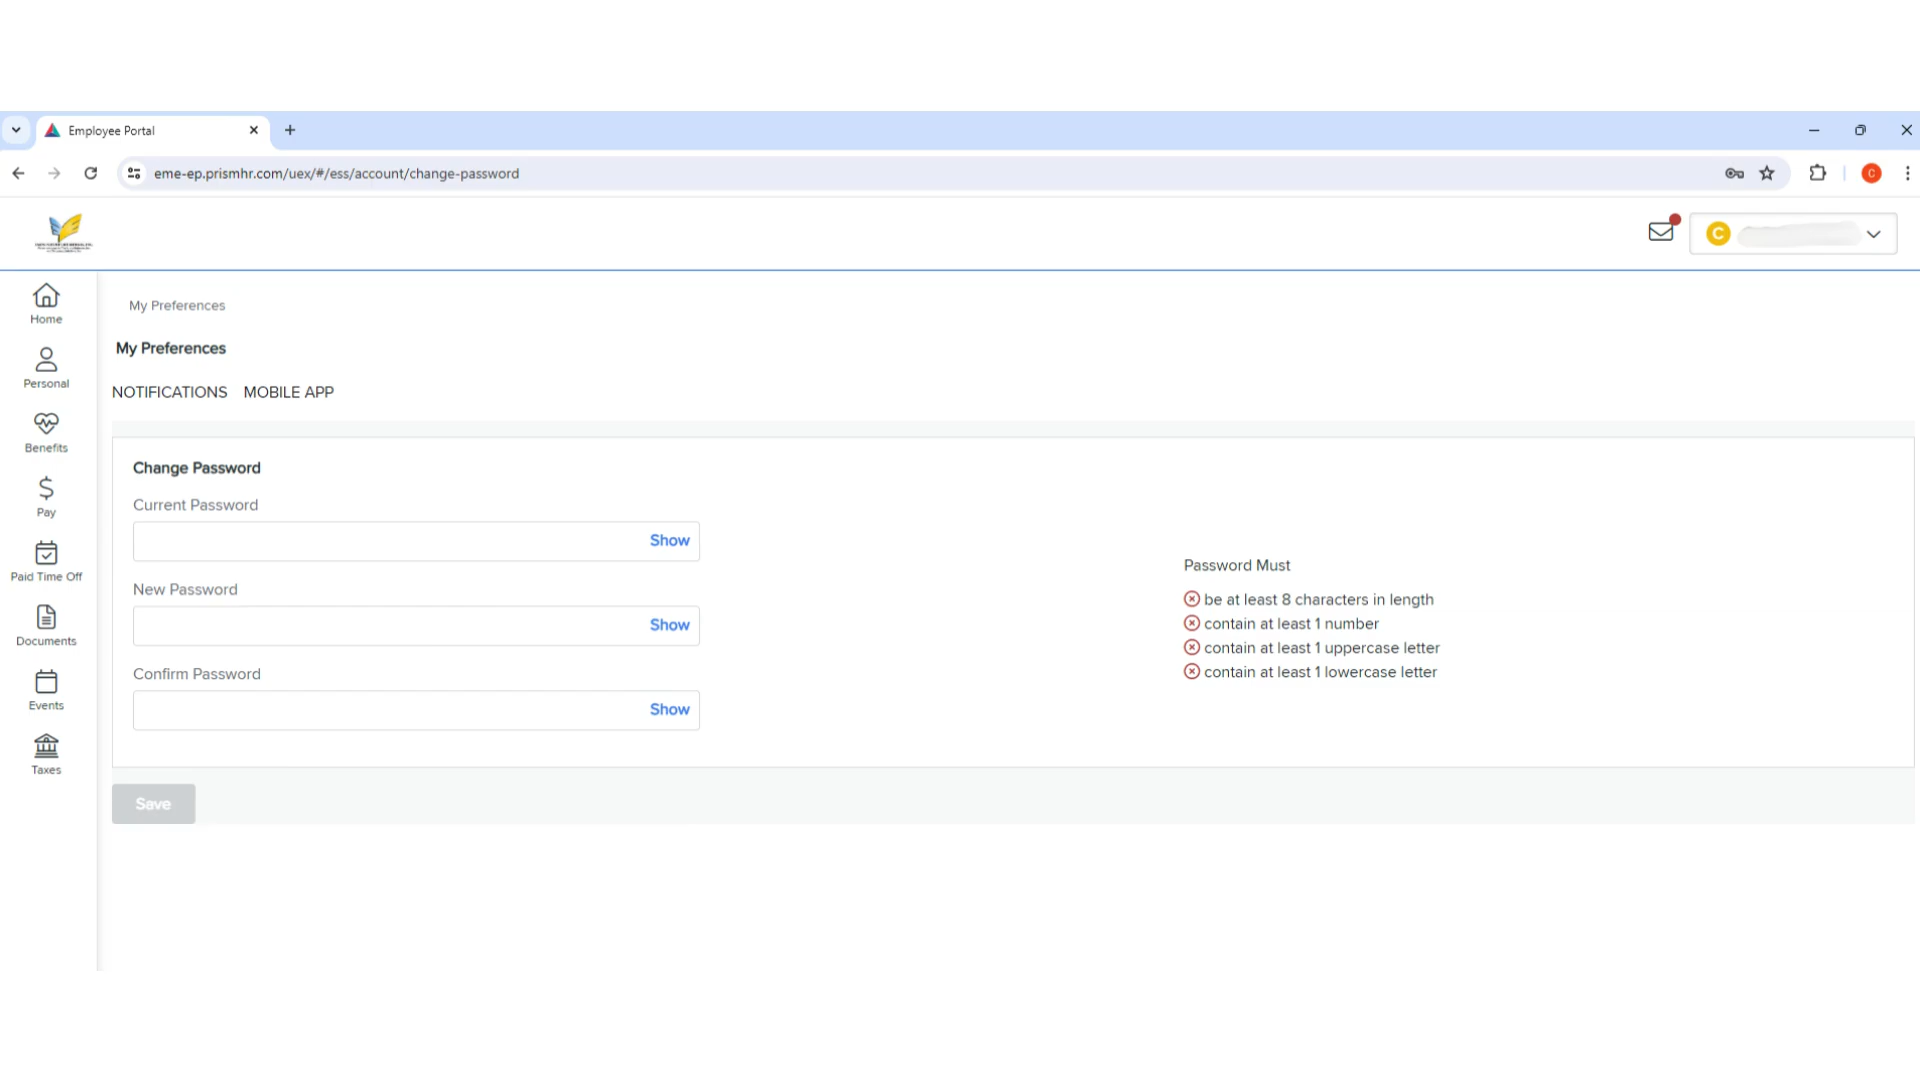 Employee Portal
eme-ep.prismhr.com/uex/#/ess/account/change-password
C
C
Home
Personal
Benefits
Pay
Paid Time Off
Documents
Events
Taxes
My Preferences
My Preferences
NOTIFICATIONS MOBILE APP
Change Password
Current Password
Show
New Password
Show
Confirm Password
Show
Password Must
be at least 8 characters in length
contain at least 1 number
contain at least 1 uppercase letter
contain at least 1 lowercase letter
Save